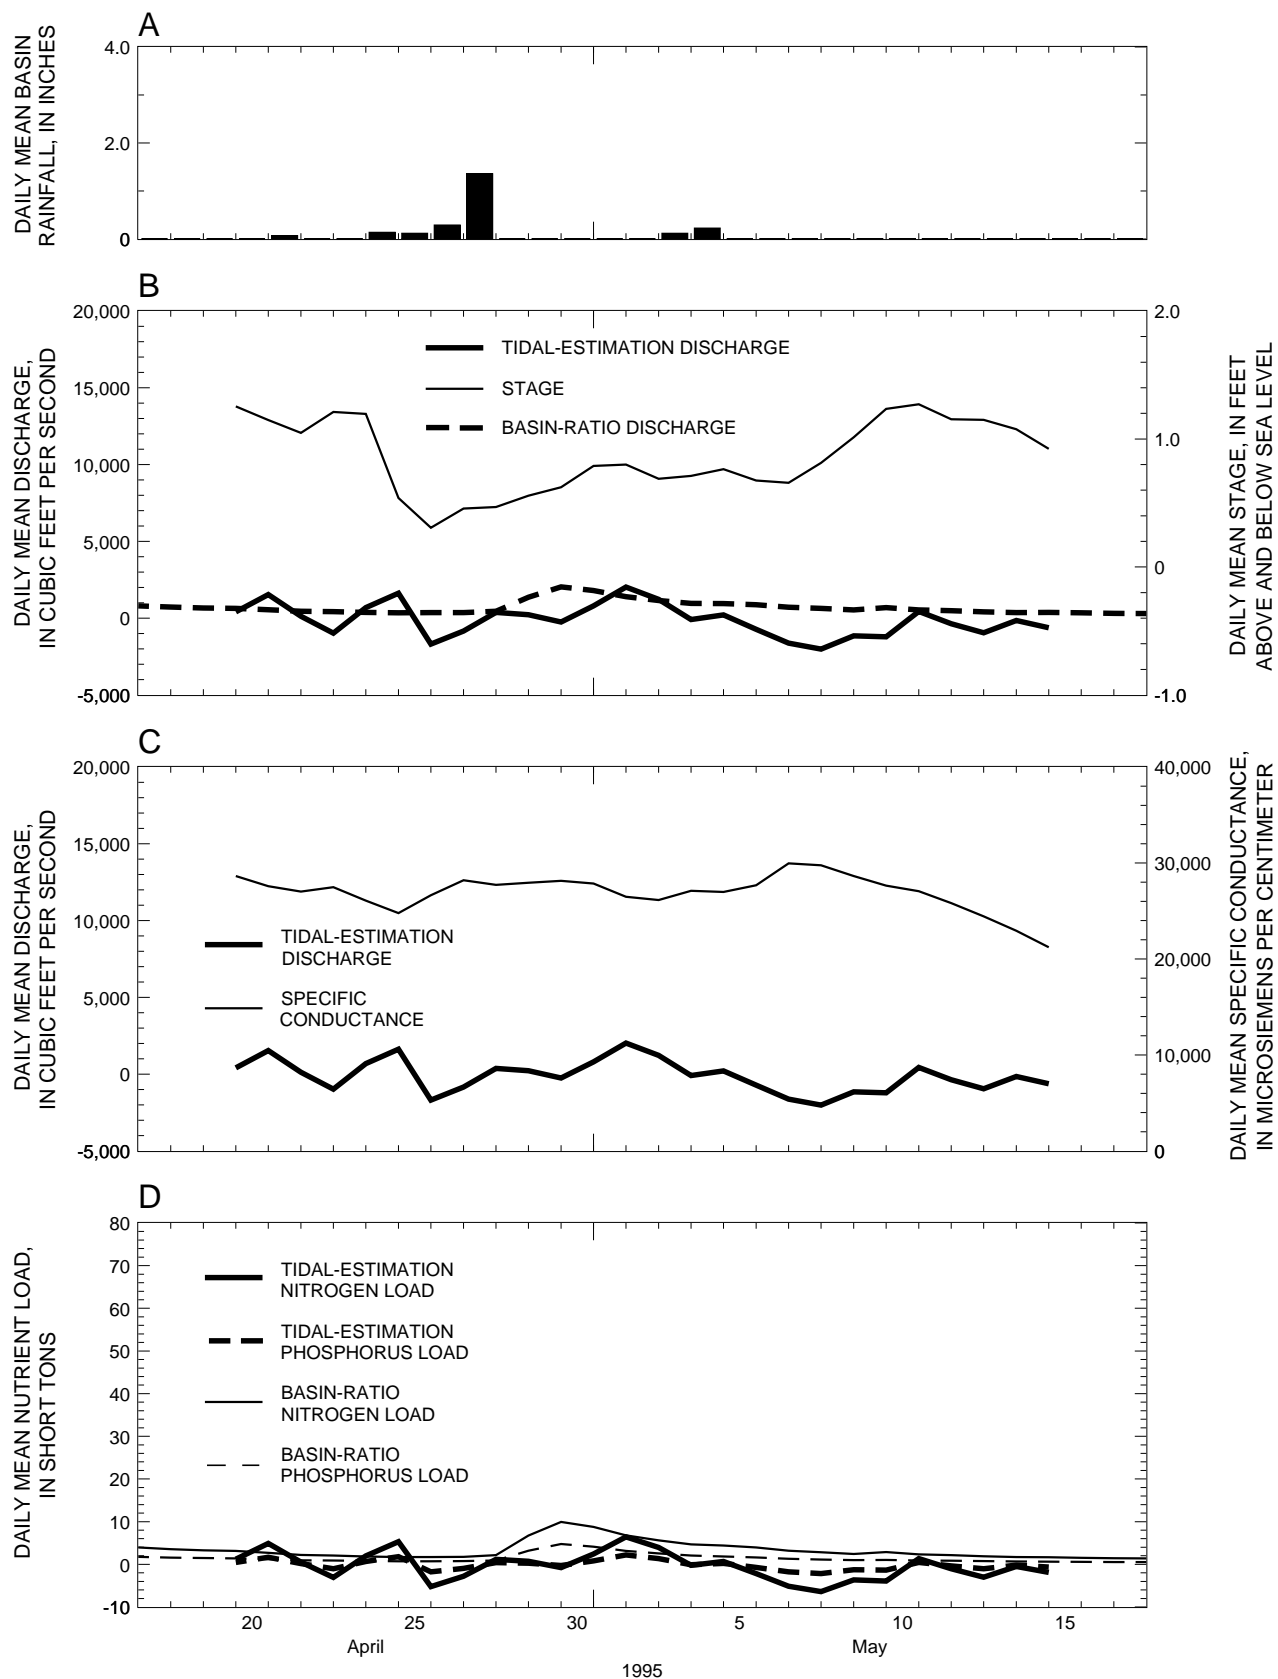 A
DAILY MEAN BASIN
RAINFALL, IN INCHES
4.0
2.0
0
B
DAILY MEAN DISCHARGE,
IN CUBIC FEET PER SECOND
20,000
15,000
10,000
5,000
0
-5,000
TIDAL-ESTIMATION DISCHARGE
STAGE
BASIN-RATIO DISCHARGE
2.0
1.0
0
-1.0
DAILY MEAN STAGE, IN FEET
ABOVE AND BELOW SEA LEVEL
C
DAILY MEAN DISCHARGE,
IN CUBIC FEET PER SECOND
20,000
15,000
10,000
5,000
0
-5,000
TIDAL-ESTIMATION
DISCHARGE
SPECIFIC
CONDUCTANCE
40,000
30,000
20,000
10,000
0
DAILY MEAN SPECIFIC CONDUCTANCE,
IN MICROSIEMENS PER CENTIMETER
D
DAILY MEAN NUTRIENT LOAD,
IN SHORT TONS
80
70
60
50
40
30
20
10
0
-10
TIDAL-ESTIMATION
NITROGEN LOAD
TIDAL-ESTIMATION
PHOSPHORUS LOAD
BASIN-RATIO
NITROGEN LOAD
BASIN-RATIO
PHOSPHORUS LOAD
20 25 30 5 10 15
April May
1995